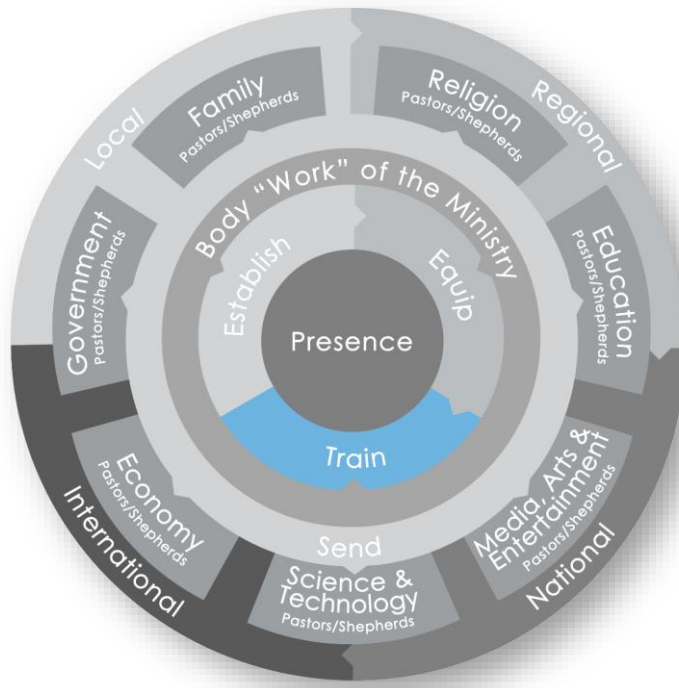 Local
Regional
National
International
Family
Pastors/Shepherds
Religion
Pastors/Shepherds
Education
Pastors/Shepherds
Media, Arts &
Entertainment
Pastors/Shepherds
Science &
Technology
Pastors/Shepherds
Economy
Pastors/Shepherds
Government
Pastors/Shepherds
Body "Work" of the Ministry
Establish
Equip
Presence
Train
Send